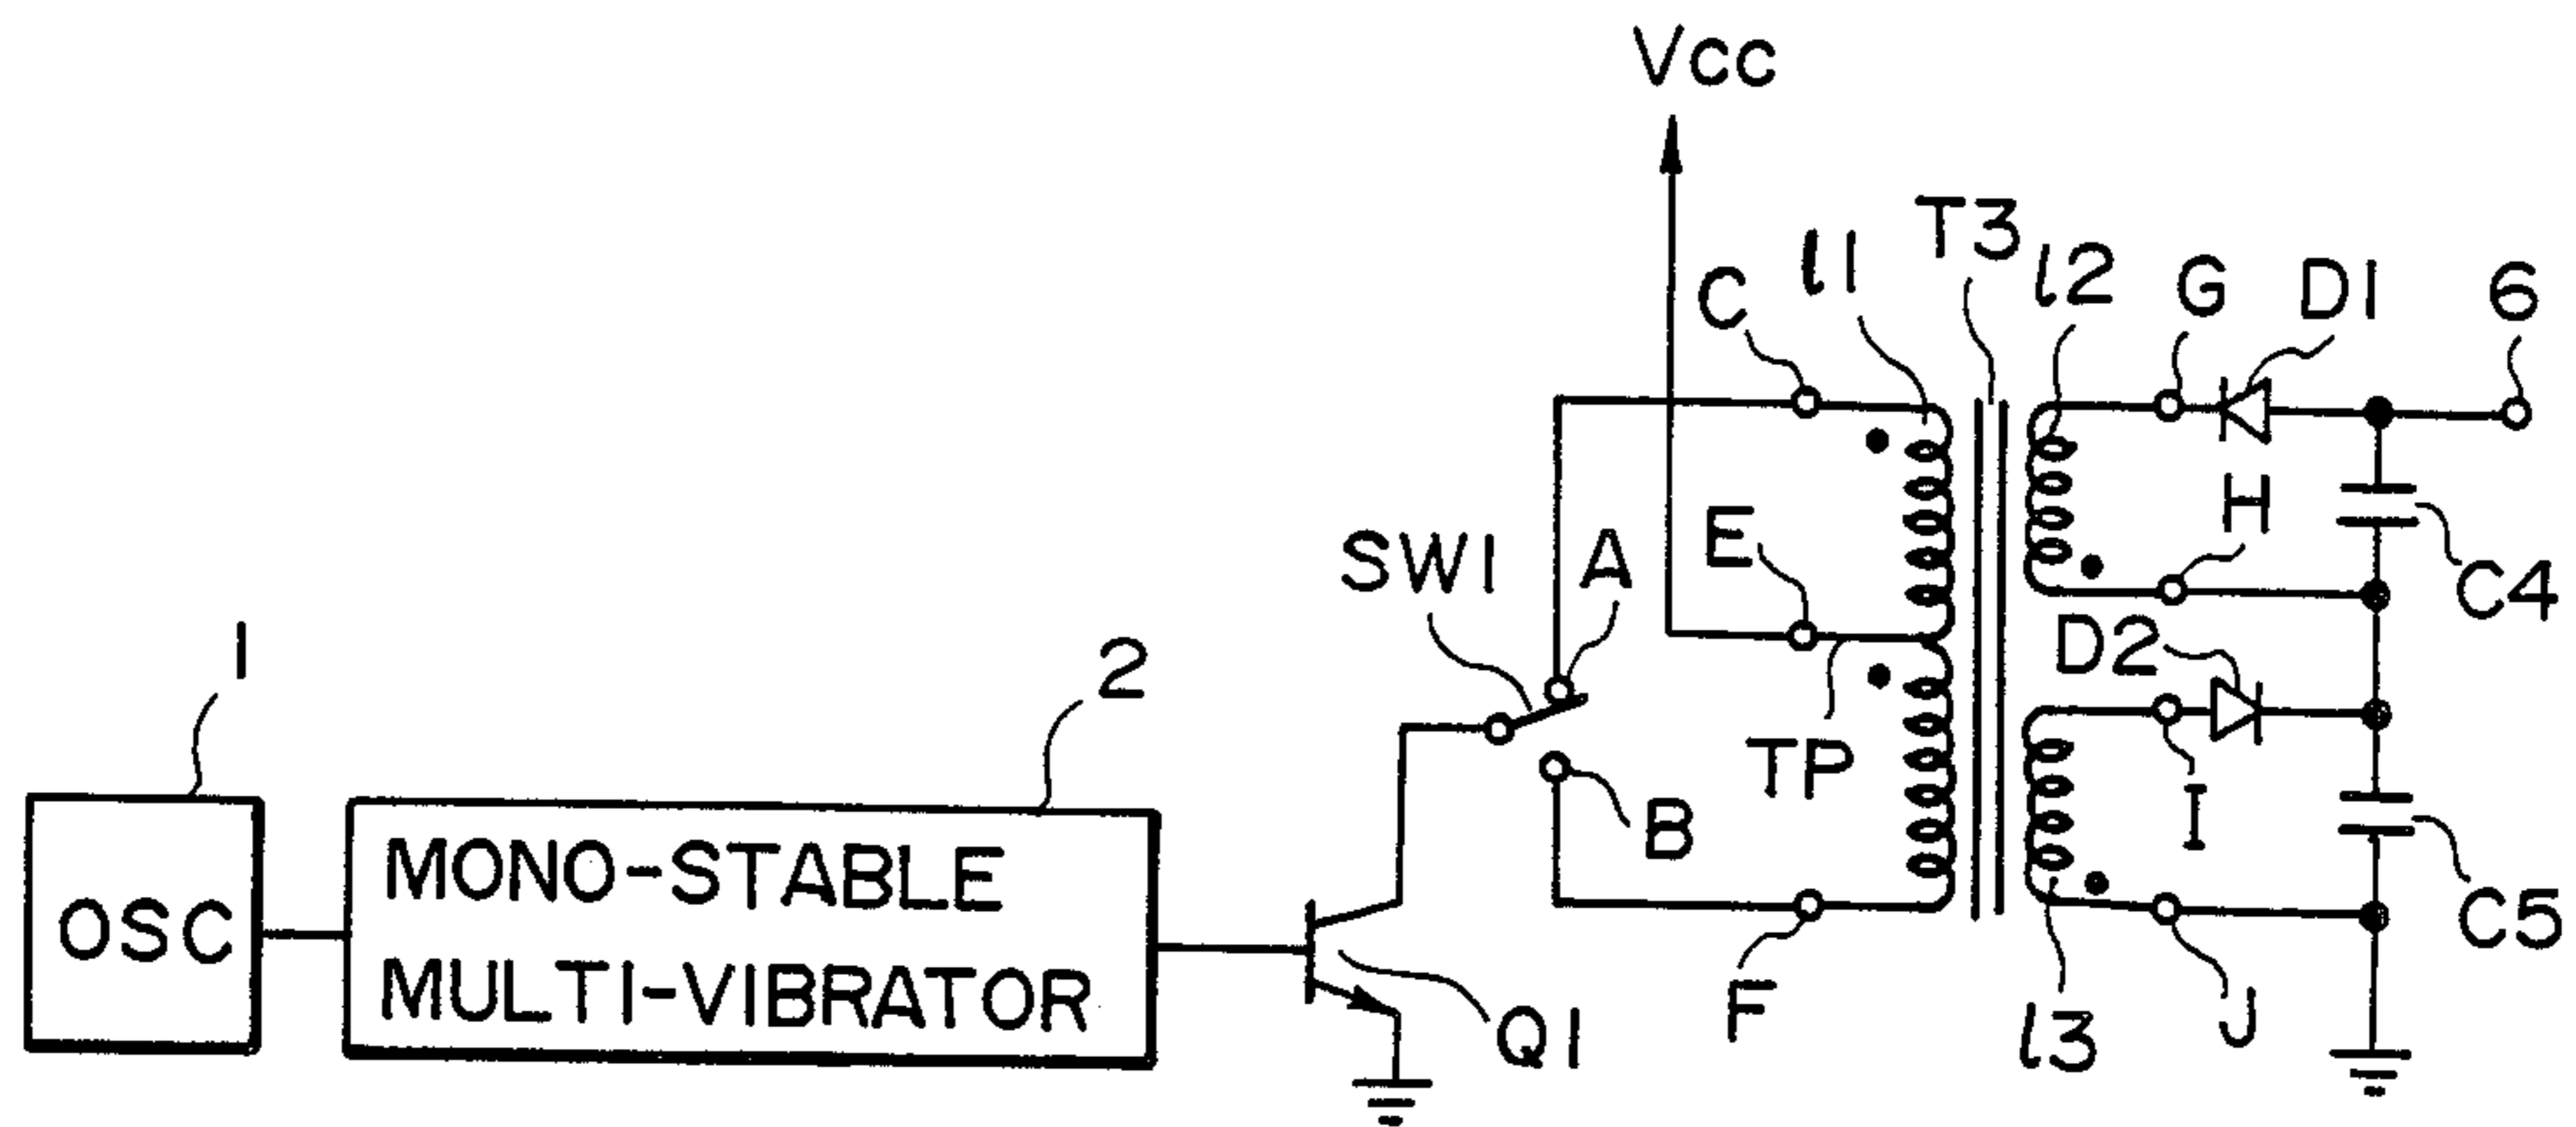 Vcc
T3
l1
l2
G
D1
6
C
H
SW1
A
E
C4
D2
1
2
TP
I
B
MONO-STABLE
MULTI-VIBRATOR
OSC
C5
F
Q1
l3
J